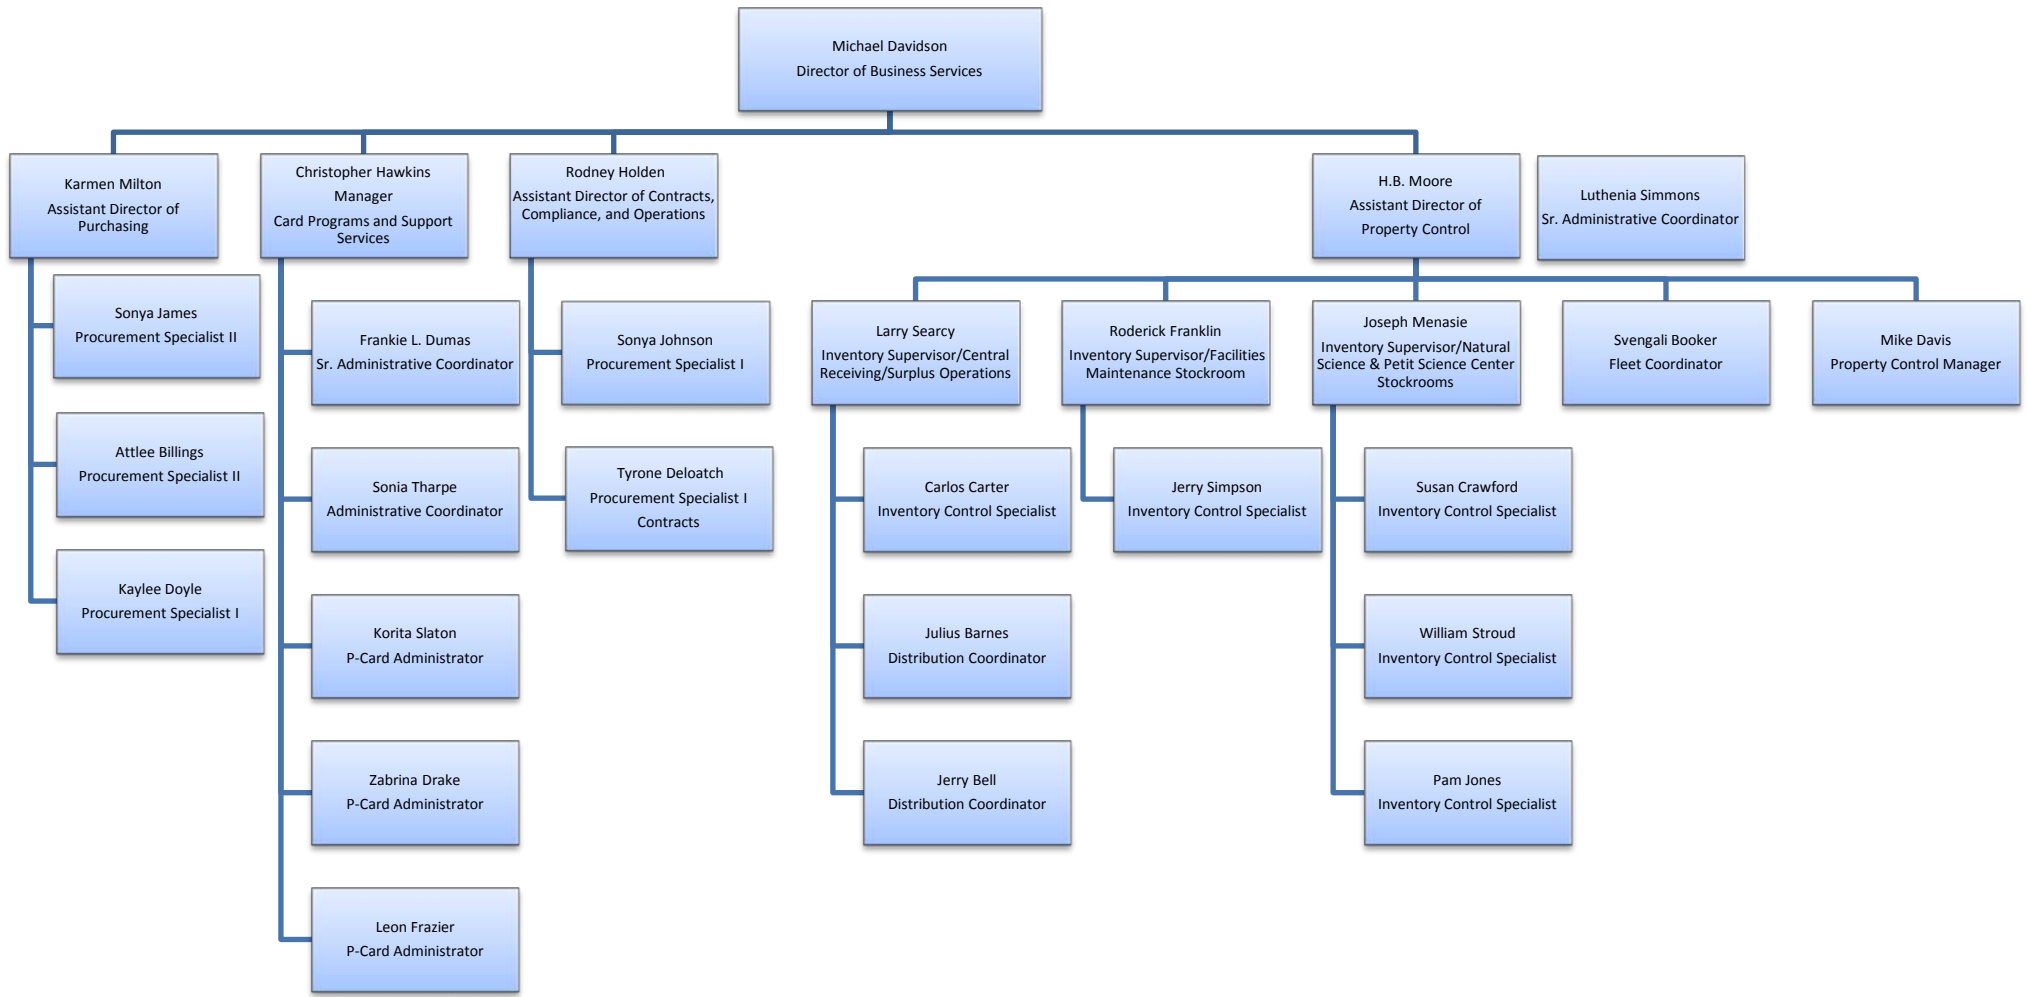 Michael Davidson
Director of Business Services
Karmen Milton
Assistant Director of
Purchasing
Christopher Hawkins
Manager
Card Programs and Support
Services
Rodney Holden
Assistant Director of Contracts,
Compliance, and Operations
H.B. Moore
Assistant Director of
Property Control
Luthenia Simmons
Sr. Administrative Coordinator
Sonya James
Procurement Specialist II
Attlee Billings
Procurement Specialist II
Kaylee Doyle
Procurement Specialist I
Frankie L. Dumas
Sr. Administrative Coordinator
Sonia Tharpe
Administrative Coordinator
Korita Slaton
P-Card Administrator
Zabrina Drake
P-Card Administrator
Leon Frazier
P-Card Administrator
Sonya Johnson
Procurement Specialist I
Tyrone Deloatch
Procurement Specialist I
Contracts
Larry Searcy
Inventory Supervisor/Central
Receiving/Surplus Operations
Roderick Franklin
Inventory Supervisor/Facilities
Maintenance Stockroom
Joseph Menasie
Inventory Supervisor/Natural
Science & Petit Science Center
Stockrooms
Svengali Booker
Fleet Coordinator
Mike Davis
Property Control Manager
Carlos Carter
Inventory Control Specialist
Julius Barnes
Distribution Coordinator
Jerry Bell
Distribution Coordinator
Jerry Simpson
Inventory Control Specialist
Susan Crawford
Inventory Control Specialist
William Stroud
Inventory Control Specialist
Pam Jones
Inventory Control Specialist